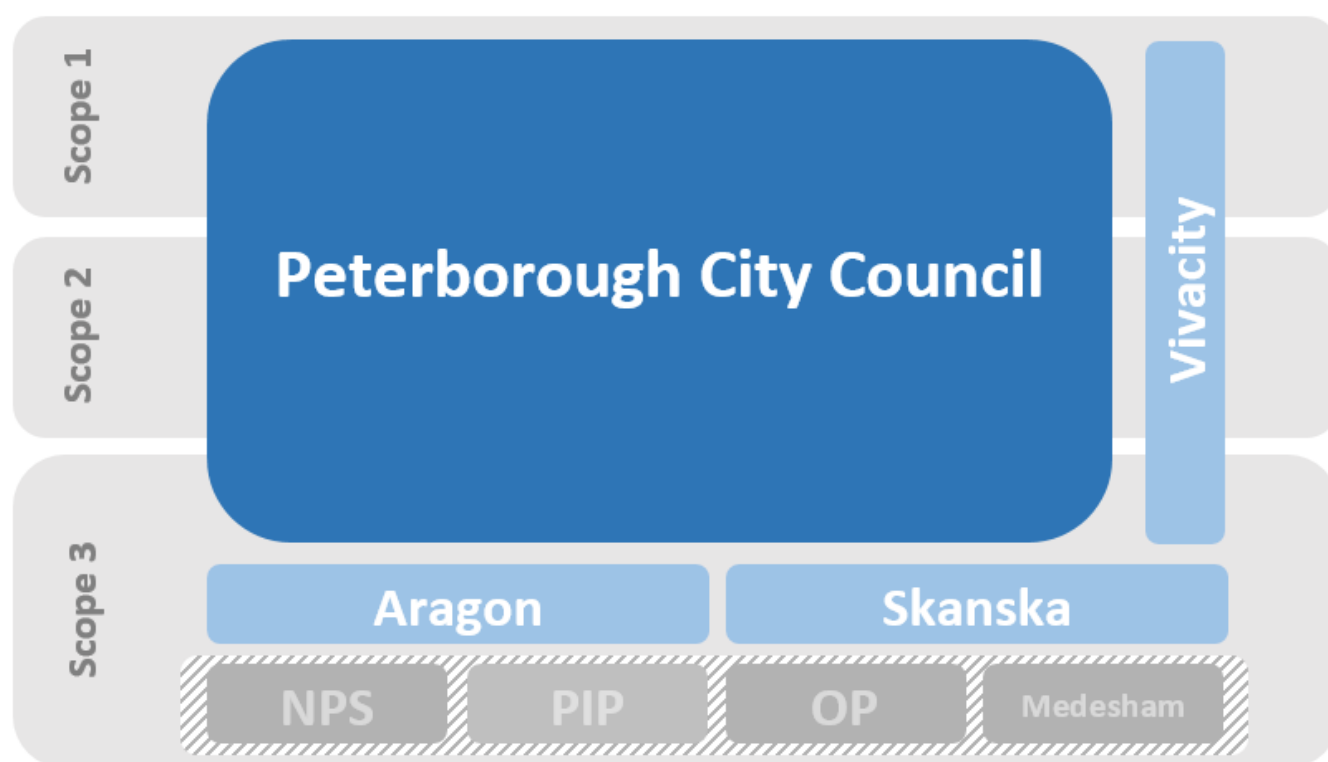 Scope 1
Peterborough City Council
Vivacity
Scope 2
Scope 3
Aragon
Skanska
NPS
PIP
OP
Medesham